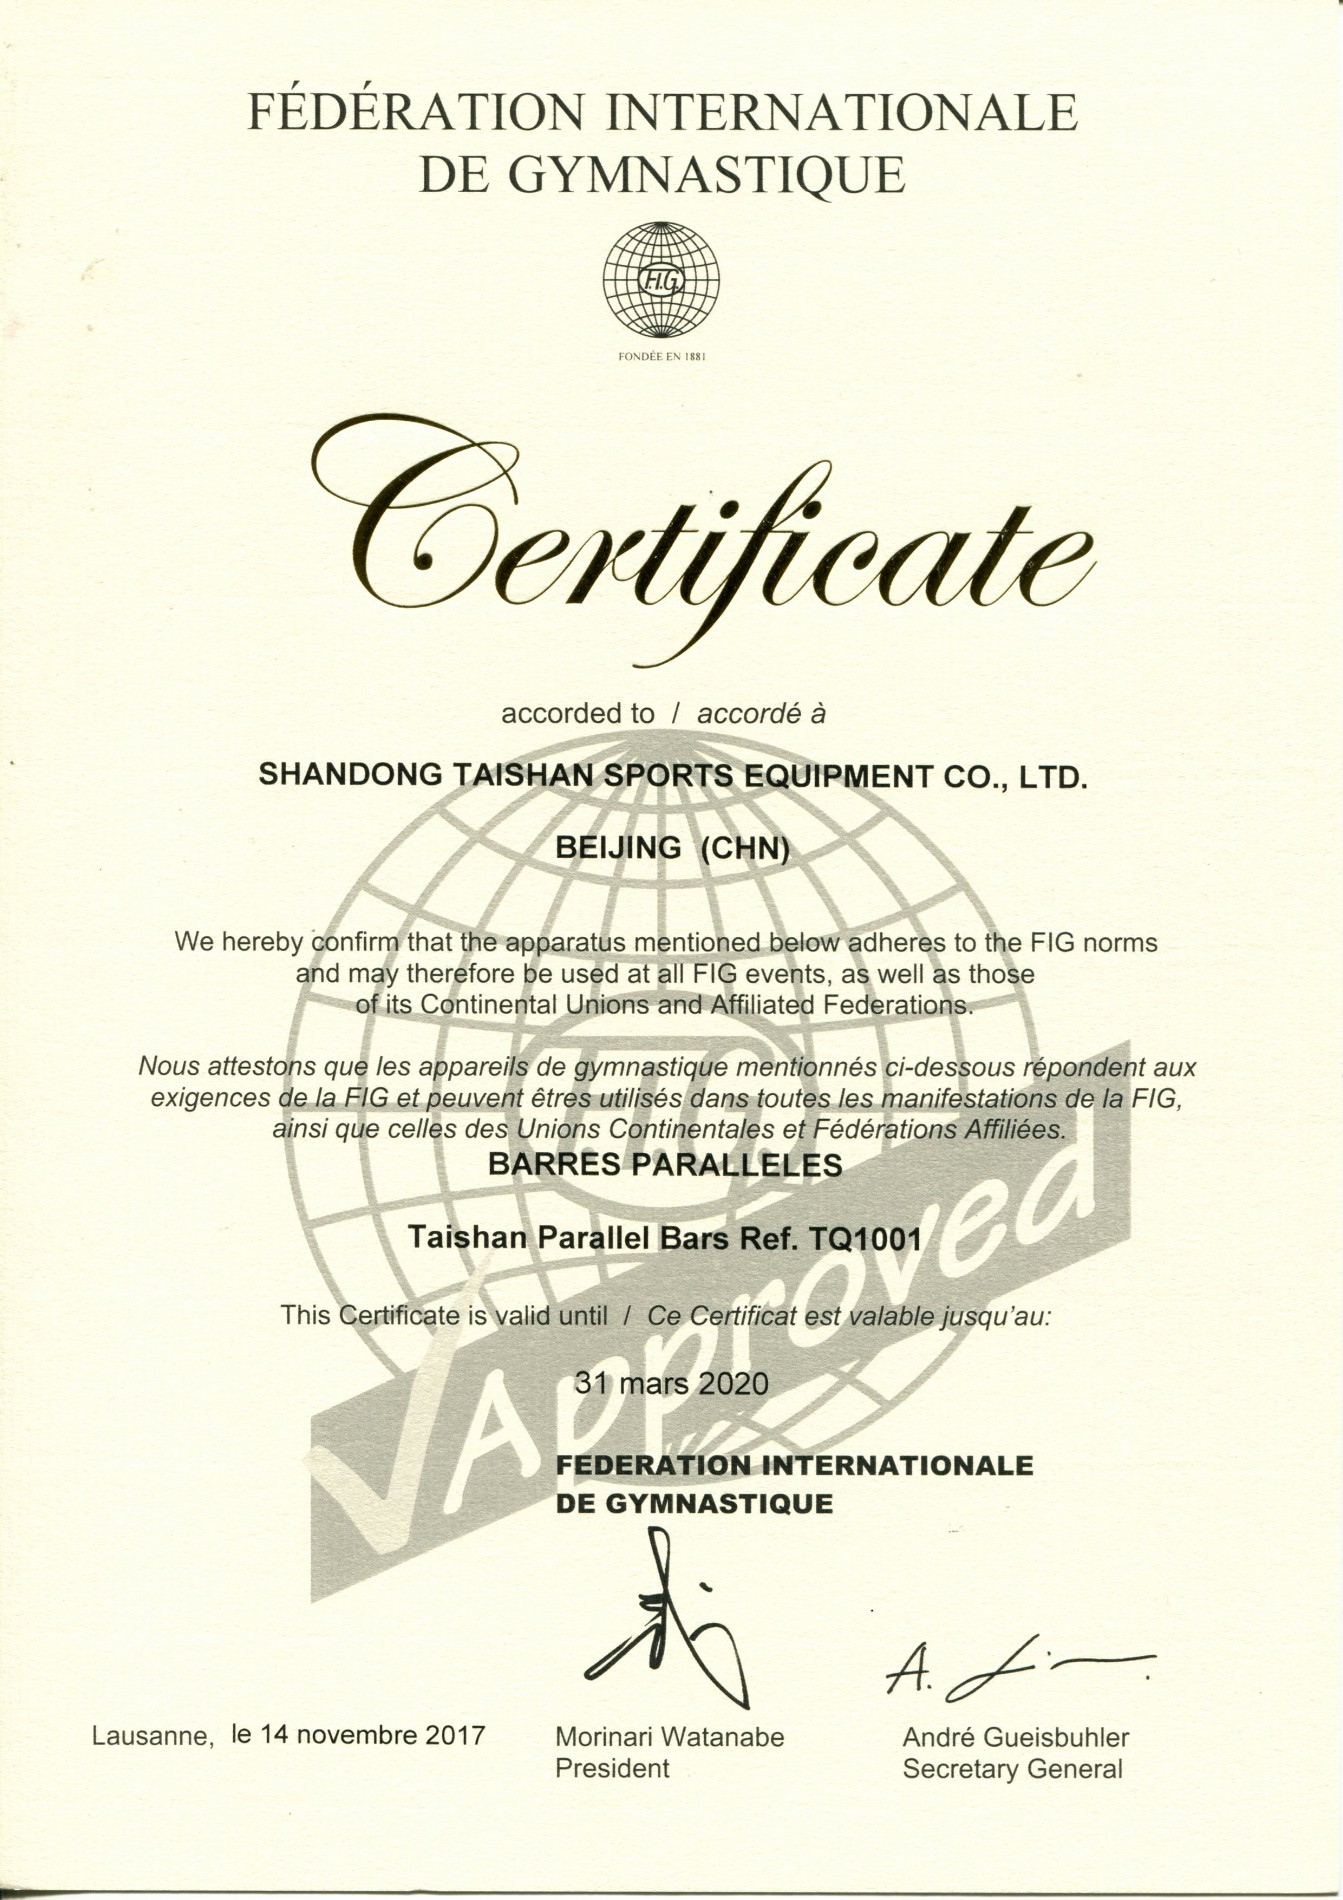 FÉDÉRATION INTERNATIONALE
DE GYMNASTIQUE
F.I.G.
FONDÉE EN 1881
Certificate
accorded to / accordé à
SHANDONG TAISHAN SPORTS EQUIPMENT CO., LTD.
BEIJING (CHN)
We hereby confirm that the apparatus mentioned below adheres to the FIG norms
and may therefore be used at all FIG events, as well as those
of its Continental Unions and Affiliated Federations.
Nous attestons que les appareils de gymnastique mentionnés ci-dessous répondent aux
exigences de la FIG et peuvent êtres utilisés dans toutes les manifestations de la FIG,
ainsi que celles des Unions Continentales et Fédérations Affiliées.
F.I.G.
BARRES PARALLELES
Taishan Parallel Bars Ref. TQ1001
Approved
This Certificate is valid until / Ce Certificat est valable jusqu'au:
31 mars 2020
FEDERATION INTERNATIONALE
DE GYMNASTIQUE
Lausanne, le 14 novembre 2017
Morinari Watanabe
President
André Gueisbuhler
Secretary General